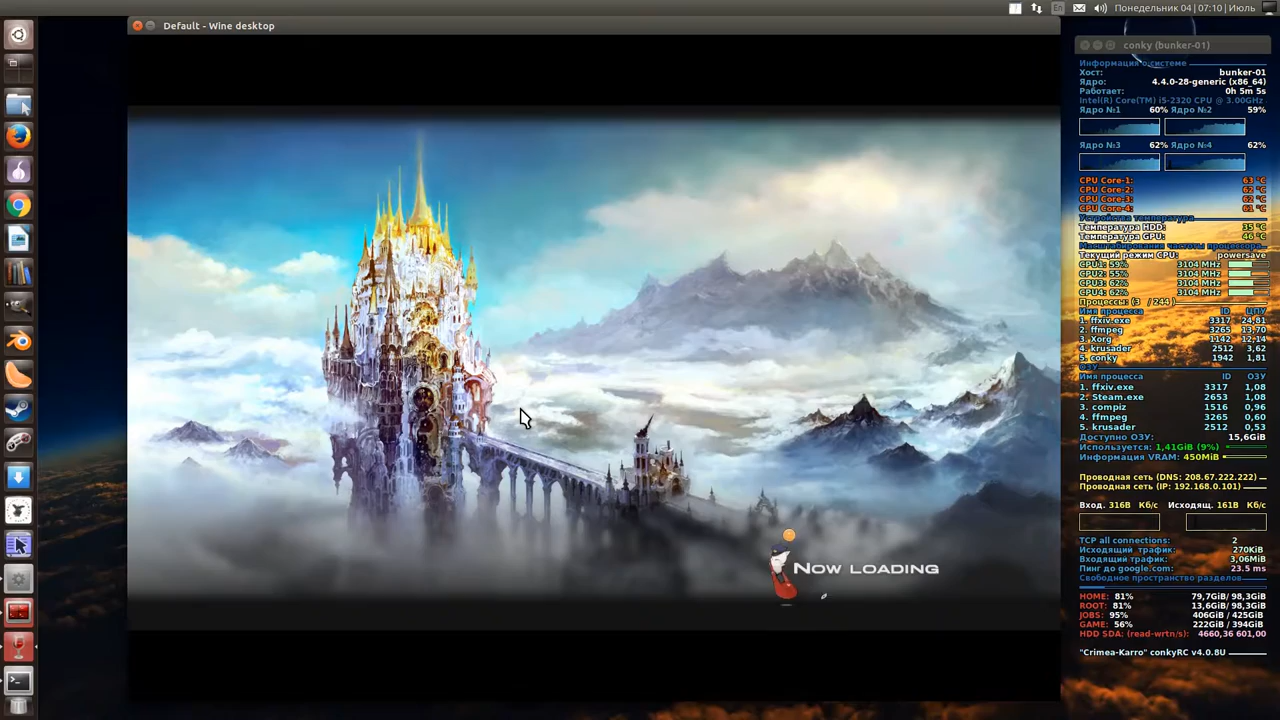 Default - Wine desktop
En
Понедельник 04 | 07:10 | Июль
conky (bunker-01)
Информация о системе
Хост: bunker-01
Ядро: 4.4.0-28-generic (x86_64)
Работает: 0h 5m 5s
Intel(R) Core(TM) i5-2320 CPU @ 3.00GHz
Ядро №1 60% Ядро №2 59%
Ядро №3 62% Ядро №4 62%
CPU Core-1: 63 °C
CPU Core-2: 62 °C
CPU Core-3: 62 °C
CPU Core-4: 61 °C
Устройства температура
Температура HDD: 35 °C
Температура GPU: 46 °C
Масштабирования частоты процессора
Текущий режим CPU: powersave
CPU1: 59% 3104 MHz
CPU2: 55% 3104 MHz
CPU3: 62% 3104 MHz
CPU4: 62% 3104 MHz
Процессы: (3 / 244 )
Имя процесса ID ЦПУ
1. ffxiv.exe 3317 24,81
2. ffmpeg 3265 13,70
3. Xorg 1142 12,14
4. krusader 2512 3,62
5. conky 1942 1,81
ОЗУ
Имя процесса ID ОЗУ
1. ffxiv.exe 3317 1,08
2. Steam.exe 2653 1,08
3. compiz 1516 0,96
4. ffmpeg 3265 0,60
5. krusader 2512 0,53
Доступно ОЗУ: 15,6GiB
Используется: 1,41GiB (9%)
Информация VRAM: 450MiB
Проводная сеть (DNS: 208.67.222.222)
Проводная сеть (IP: 192.168.0.101)
Вход. 316B Кб/с Исходящ. 161B Кб/с
TCP all connections: 2
Исходящий трафик: 270KiB
Входящий трафик: 3,06MiB
Пинг до google.com: 23.5 ms
Свободное пространство разделов
HOME: 81% 79,7GiB/ 98,3GiB
ROOT: 81% 13,6GiB/ 98,3GiB
JOBS: 95% 406GiB / 425GiB
GAME: 56% 222GiB / 394GiB
HDD SDA: (read-wrtn/s): 4660,36 601,00
"Crimea-Karro" conkyRC v4.0.8U
NOW LOADING